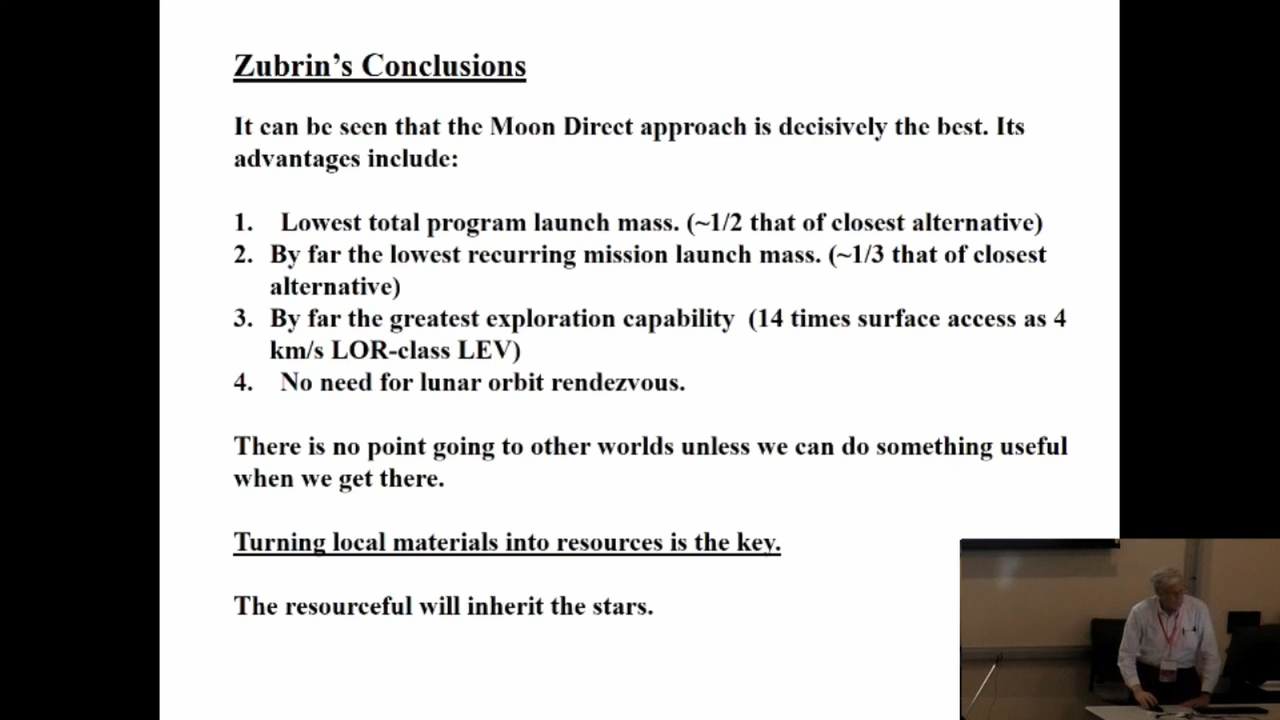 Zubrin's Conclusions
It can be seen that the Moon Direct approach is decisively the best. Its
advantages include:
1. Lowest total program launch mass. (~1/2 that of closest alternative)
2. By far the lowest recurring mission launch mass. (~1/3 that of closest
alternative)
3. By far the greatest exploration capability (14 times surface access as 4
km/s LOR-class LEV)
4. No need for lunar orbit rendezvous.
There is no point going to other worlds unless we can do something useful
when we get there.
Turning local materials into resources is the key.
The resourceful will inherit the stars.